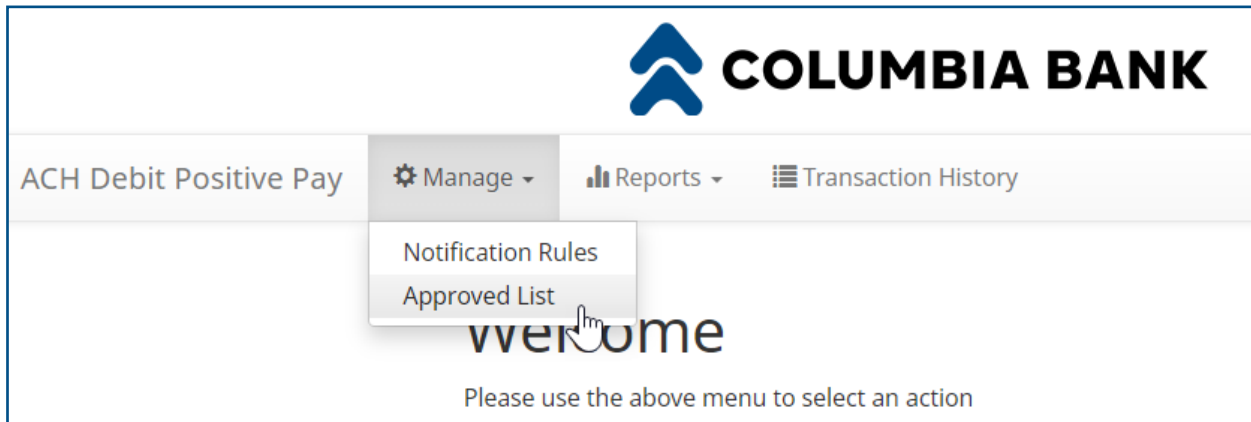 COLUMBIA BANK
ACH Debit Positive Pay Manage Reports Transaction History
Notification Rules
Approved List
Welcome
Please use the above menu to select an action